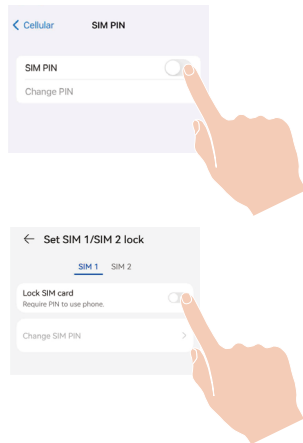 Cellular SIM PIN
SIM PIN
Change PIN
Set SIM 1/SIM 2 lock
SIM 1 SIM 2
Lock SIM card
Require PIN to use phone.
Change SIM PIN